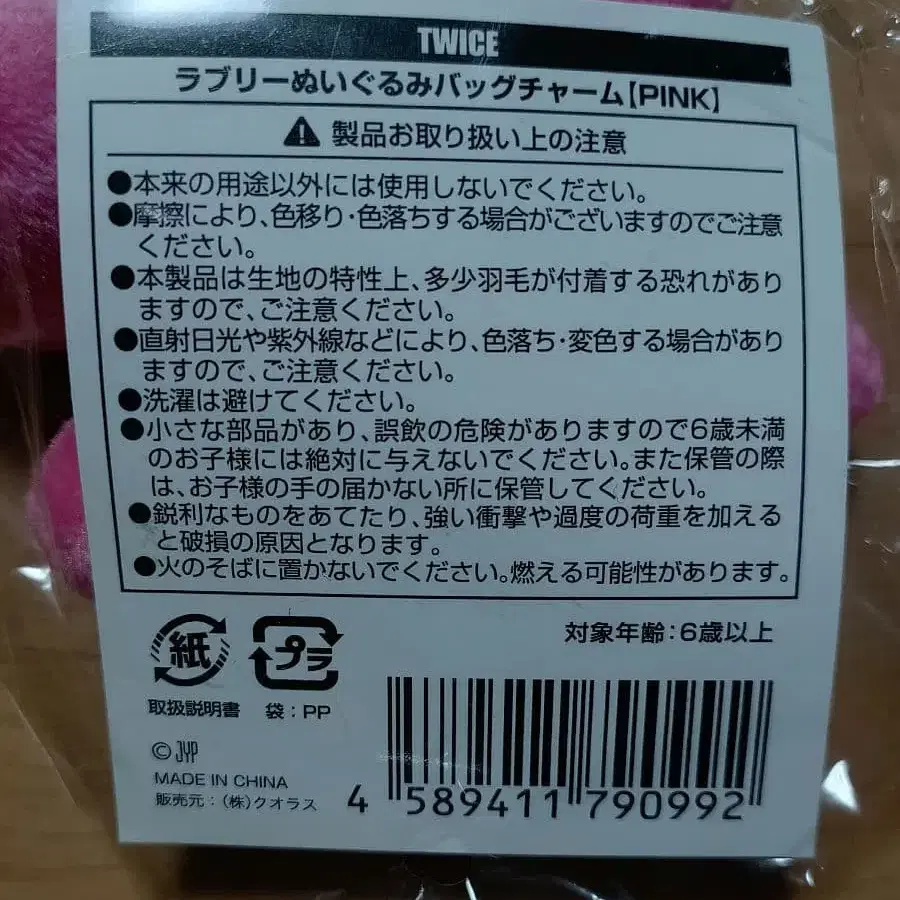 TWICE
ラブリーぬいぐるみバッグチャーム【PINK】
製品お取り扱い上の注意
●本来の用途以外には使用しないでください。
●摩擦により、色移り・色落ちする場合がございますのでご注意
ください。
●本製品は生地の特性上、多少羽毛が付着する恐れがあり
ますので、ご注意ください。
●直射日光や紫外線などにより、色落ち・変色する場合があり
ますので、ご注意ください。
●洗濯は避けてください。
●小さな部品があり、誤飲の危険がありますので6歳未満
のお子様には絶対に与えないでください。また保管の際
は、お子様の手の届かない所に保管してください。
●鋭利なものをあてたり、強い衝撃や過度の荷重を加える
と破損の原因となります。
●火のそばに置かないでください。燃える可能性があります。
対象年齢：6歳以上
紙 プラ
取扱説明書 袋：PP
© JYP
MADE IN CHINA
販売元：（株）クオラス
4 589411 790992